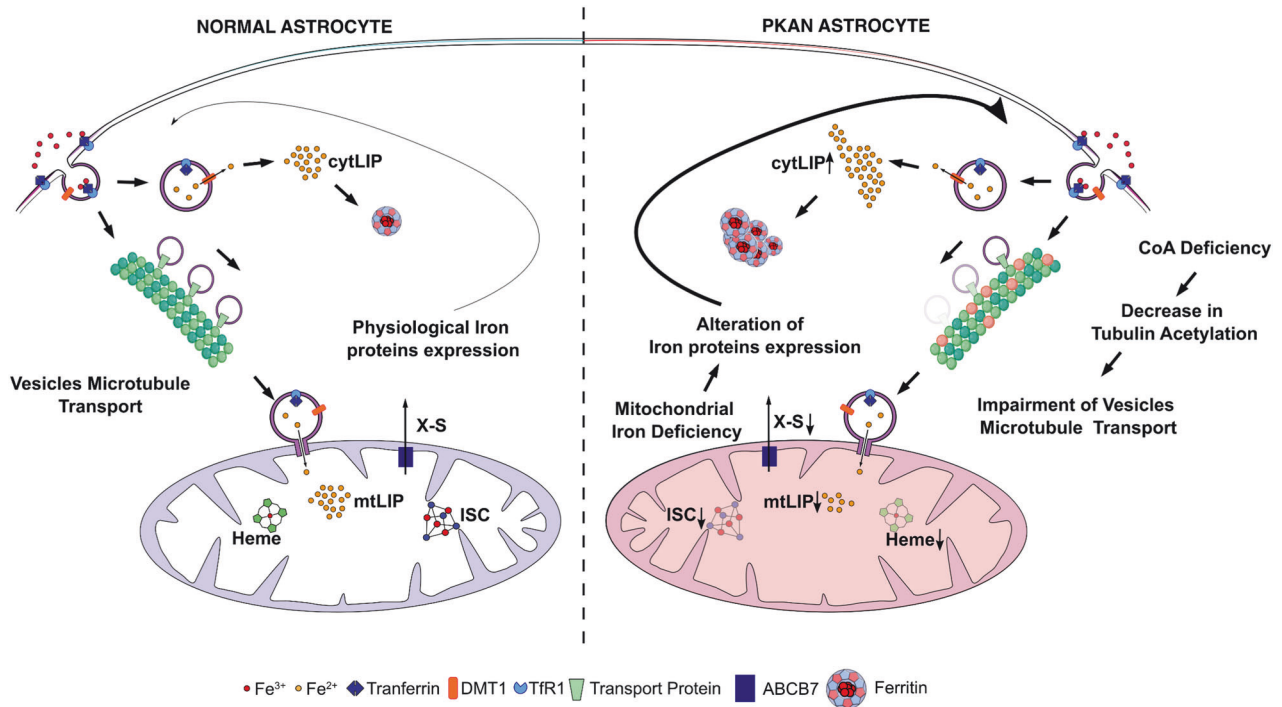 NORMAL ASTROCYTE
cytLIP
Physiological Iron
proteins expression
Vesicles Microtubule
Transport
X-S
mtLIP
Heme
ISC
PKAN ASTROCYTE
cytLIP↑
CoA Deficiency
Decrease in
Tubulin Acetylation
Impairment of Vesicles
Microtubule Transport
Alteration of
Iron proteins expression
Mitochondrial
Iron Deficiency
X-S↓
ISC↓
mtLIP↓
Heme↓
Fe³⁺ Fe²⁺ Tranferrin DMT1 TfR1 Transport Protein ABCB7 Ferritin